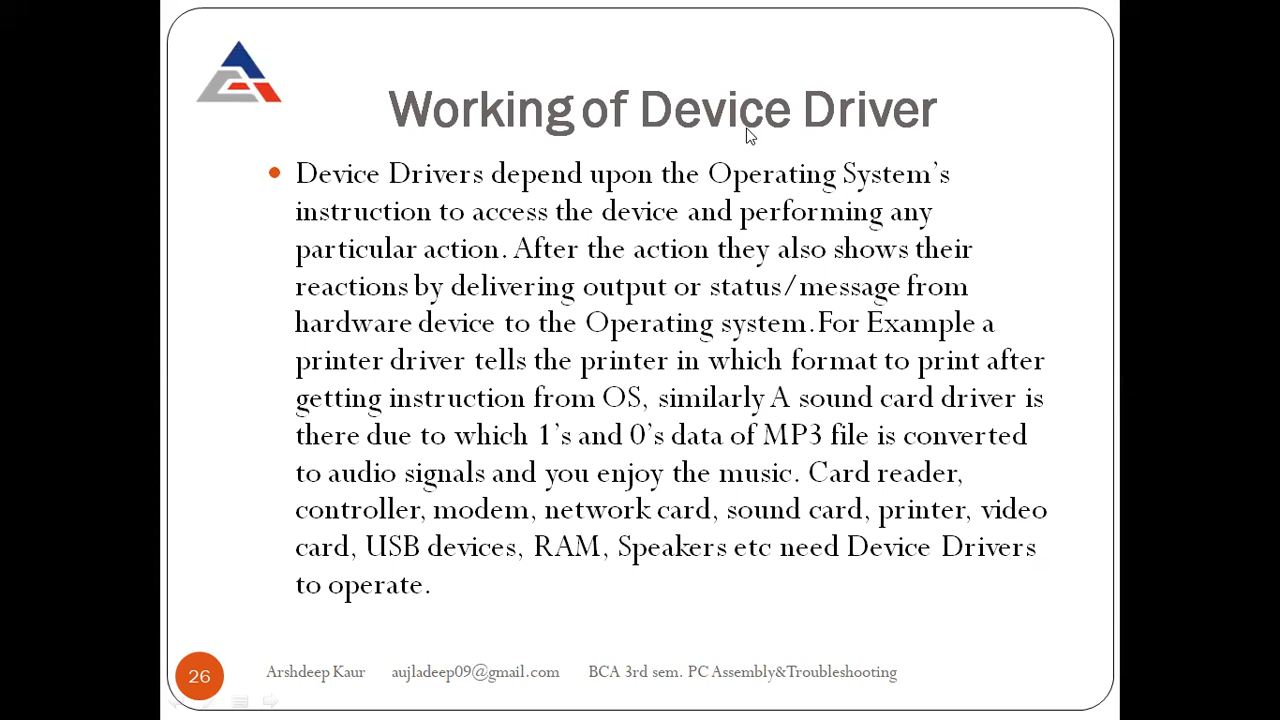 Working of Device Driver
• Device Drivers depend upon the Operating System's
instruction to access the device and performing any
particular action. After the action they also shows their
reactions by delivering output or status/message from
hardware device to the Operating system. For Example a
printer driver tells the printer in which format to print after
getting instruction from OS, similarly A sound card driver is
there due to which 1's and 0's data of MP3 file is converted
to audio signals and you enjoy the music. Card reader,
controller, modem, network card, sound card, printer, video
card, USB devices, RAM, Speakers etc need Device Drivers
to operate.
26 Arshdeep Kaur aujladeep09@gmail.com BCA 3rd sem. PC Assembly&Troubleshooting